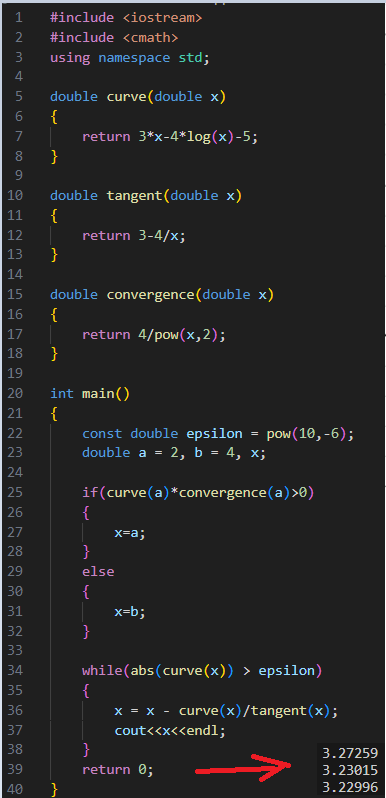 1 #include <iostream>
2 #include <cmath>
3 using namespace std;
4
5 double curve(double x)
6 {
7 return 3*x-4*log(x)-5;
8 }
9
10 double tangent(double x)
11 {
12 return 3-4/x;
13 }
14
15 double convergence(double x)
16 {
17 return 4/pow(x,2);
18 }
19
20 int main()
21 {
22 const double epsilon = pow(10,-6);
23 double a = 2, b = 4, x;
24
25 if(curve(a)*convergence(a)>0)
26 {
27 x=a;
28 }
29 else
30 {
31 x=b;
32 }
33
34 while(abs(curve(x)) > epsilon)
35 {
36 x = x - curve(x)/tangent(x);
37 cout<<x<<endl;
38 }
39 return 0;
40 }
3.27259
3.23015
3.22996